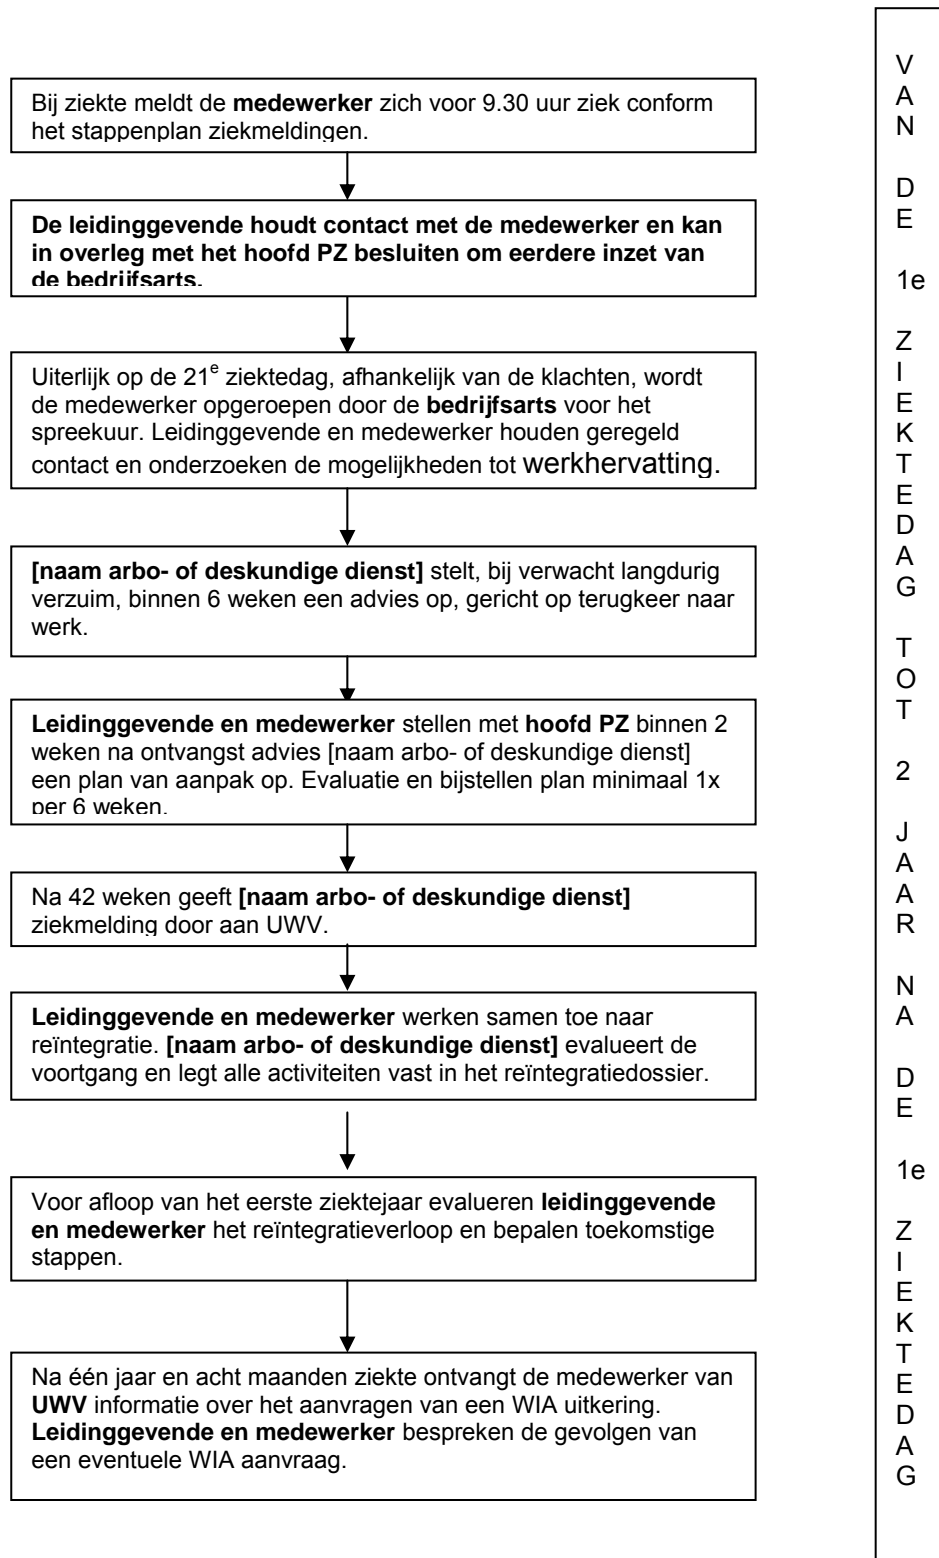 Bij ziekte meldt de medewerker zich voor 9.30 uur ziek conform
het stappenplan ziekmeldingen.
De leidinggevende houdt contact met de medewerker en kan
in overleg met het hoofd PZ besluiten om eerdere inzet van
de bedrijfsarts.
Uiterlijk op de 21e ziektedag, afhankelijk van de klachten, wordt
de medewerker opgeroepen door de bedrijfsarts voor het
spreekuur. Leidinggevende en medewerker houden geregeld
contact en onderzoeken de mogelijkheden tot werkhervatting.
[naam arbo- of deskundige dienst] stelt, bij verwacht langdurig
verzuim, binnen 6 weken een advies op, gericht op terugkeer naar
werk.
Leidinggevende en medewerker stellen met hoofd PZ binnen 2
weken na ontvangst advies [naam arbo- of deskundige dienst]
een plan van aanpak op. Evaluatie en bijstellen plan minimaal 1x
per 6 weken.
Na 42 weken geeft [naam arbo- of deskundige dienst]
ziekmelding door aan UWV.
Leidinggevende en medewerker werken samen toe naar
reïntegratie. [naam arbo- of deskundige dienst] evalueert de
voortgang en legt alle activiteiten vast in het reïntegratiedossier.
Voor afloop van het eerste ziektejaar evalueren leidinggevende
en medewerker het reïntegratieverloop en bepalen toekomstige
stappen.
Na één jaar en acht maanden ziekte ontvangt de medewerker van
UWV informatie over het aanvragen van een WIA uitkering.
Leidinggevende en medewerker bespreken de gevolgen van
een eventuele WIA aanvraag.
VAN DE 1e ZIEKTEDAG TOT 2 JAAR NA DE 1e ZIEKTEDAG